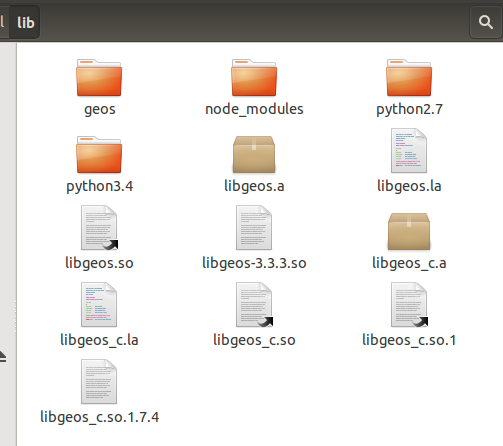 l lib
geos node_modules python2.7
python3.4 libgeos.a libgeos.la
libgeos.so libgeos-3.3.3.so libgeos_c.a
libgeos_c.la libgeos_c.so libgeos_c.so.1
libgeos_c.so.1.7.4